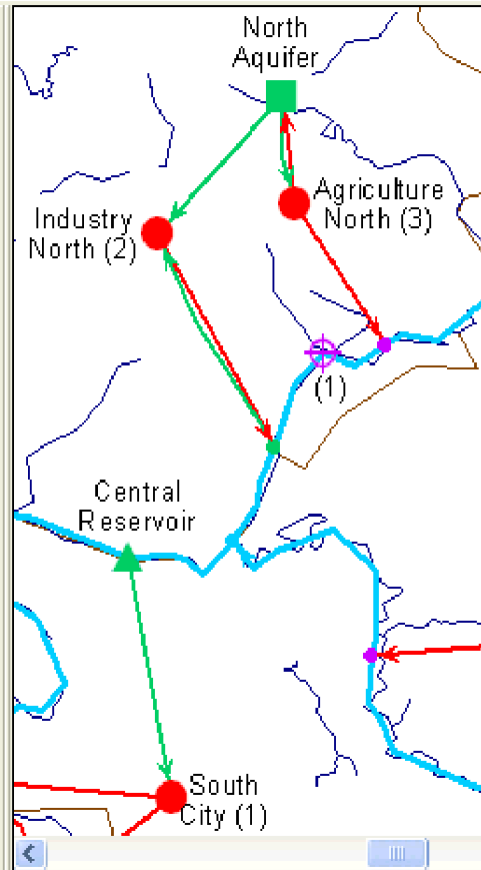 North
Aquifer
Agriculture
North (3)
Industry
North (2)
(1)
Central
Reservoir
South
City (1)